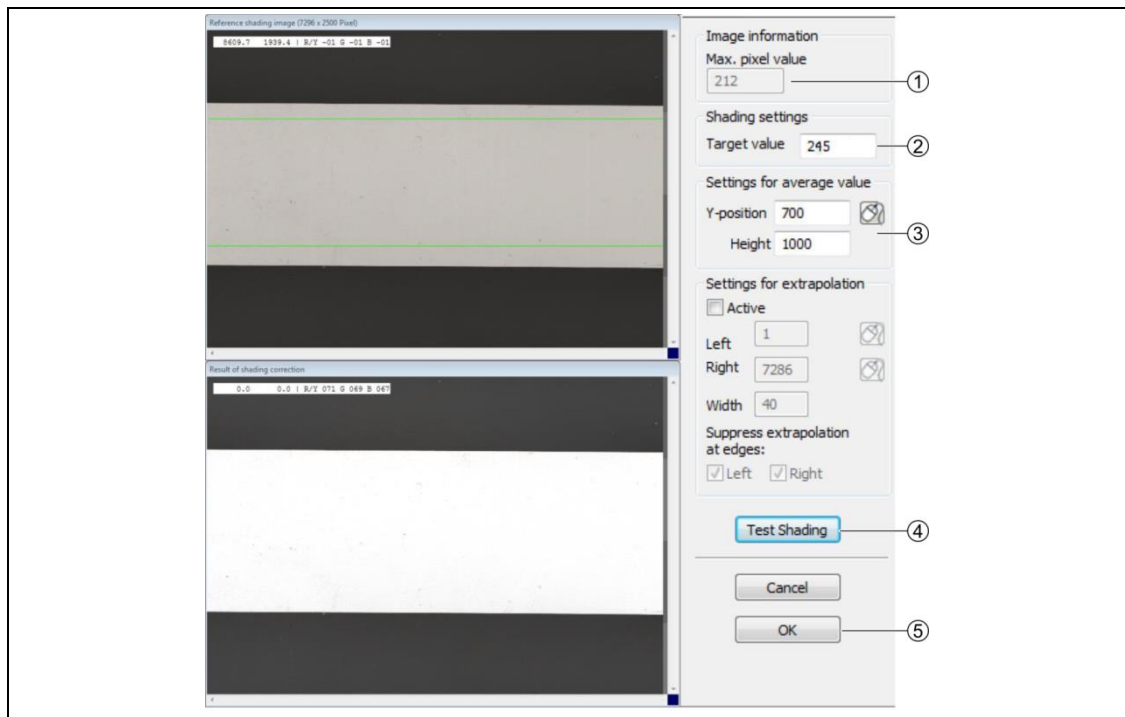 Reference shading image (7296 x 2500 Pixel)
8609.7 1939.4 | R/Y -01 G -01 B -01
Result of shading correction
0.0 0.0 | R/Y 071 G 069 B 067
Image information
Max. pixel value
212
①
Shading settings
Target value 245
②
Settings for average value
Y-position 700
③
Height 1000
Settings for extrapolation
Active
Left 1
Right 7286
Width 40
Suppress extrapolation
at edges:
Left Right
Test Shading
④
Cancel
OK
⑤